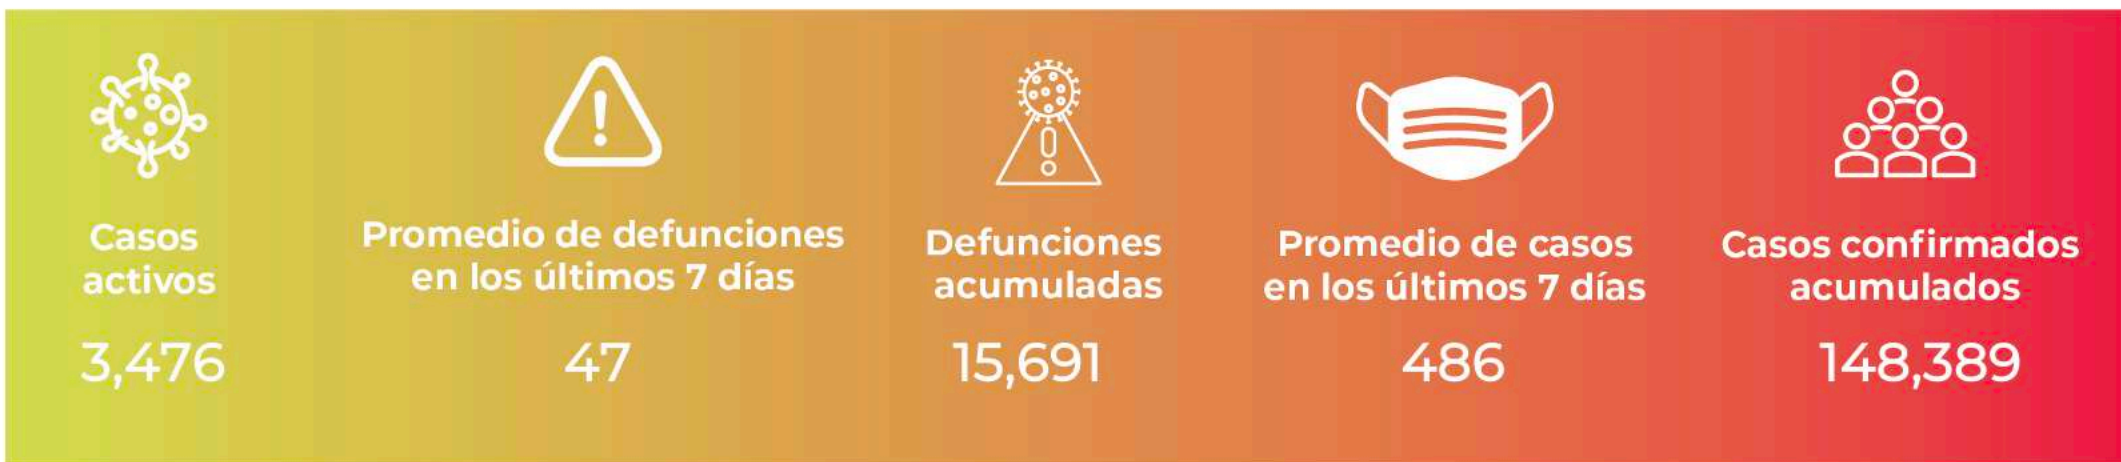 Casos
activos
3,476
Promedio de defunciones
en los últimos 7 días
47
Defunciones
acumuladas
15,691
Promedio de casos
en los últimos 7 días
486
Casos confirmados
acumulados
148,389